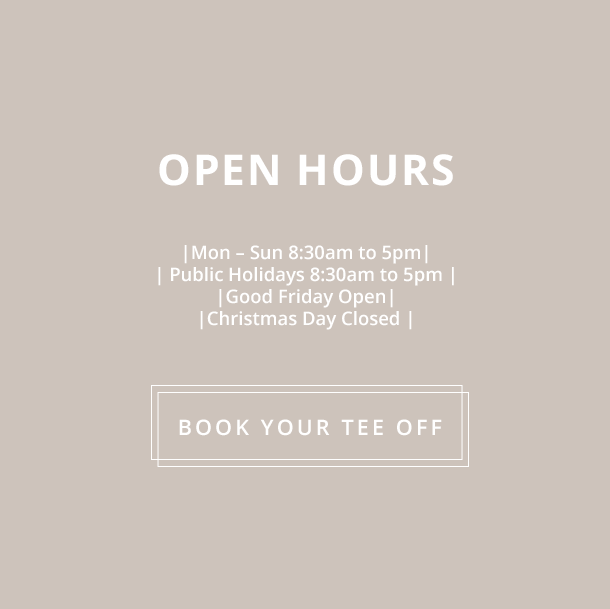 OPEN HOURS
|Mon – Sun 8:30am to 5pm|
| Public Holidays 8:30am to 5pm |
|Good Friday Open|
|Christmas Day Closed |
BOOK YOUR TEE OFF